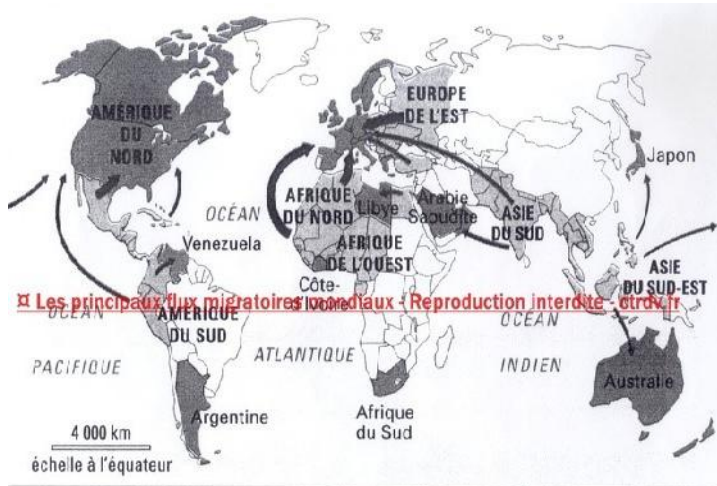 AMÉRIQUE
DU
NORD
EUROPE
DE L'EST
Japon
OCÉAN
AFRIQUE
DU NORD
Libye
Arabie
Saoudite
ASIE
DU SUD
Venezuela
AFRIQUE
DE L'OUEST
Côte-
d'Ivoire
ASIE
DU SUD-EST
¤ Les principaux flux migratoires mondiaux - Reproduction interdite - ctrdv.fr
OCÉAN
AMÉRIQUE
DU SUD
OCÉAN
PACIFIQUE
ATLANTIQUE
INDIEN
Australie
Argentine
Afrique
du Sud
4 000 km
échelle à l'équateur